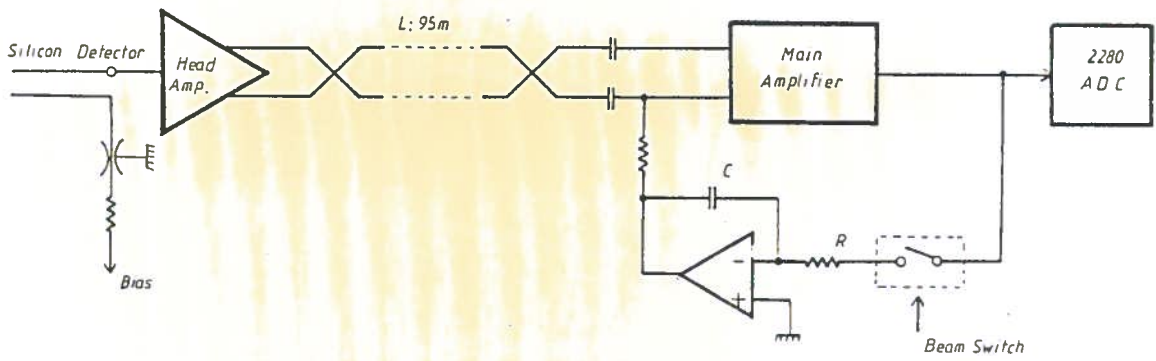 Silicon Detector
Head
Amp.
L; 95m
Main
Amplifier
2280
ADC
C
R
-
+
Bias
Beam Switch